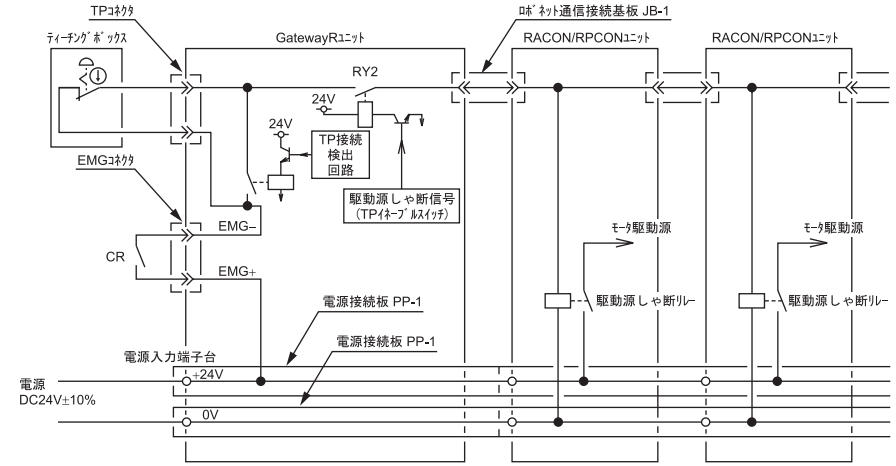 TPｺﾈｸﾀ
ﾛﾎﾞﾈｯﾄ通信接続基板 JB-1
ﾃｨｰﾁﾝｸﾞﾎﾞｯｸｽ
GatewayRﾕﾆｯﾄ
RACON/RPCONﾕﾆｯﾄ
RACON/RPCONﾕﾆｯﾄ
RY2
24V
24V
TP接続
検出
回路
EMGｺﾈｸﾀ
駆動源しゃ断信号
(TPｲﾈｰﾌﾞﾙｽｲｯﾁ)
EMG−
CR
EMG+
ﾓｰﾀ駆動源
ﾓｰﾀ駆動源
駆動源しゃ断ﾘﾚｰ
駆動源しゃ断ﾘﾚｰ
電源接続板 PP-1
電源接続板 PP-1
電源入力端子台
+24V
電源
DC24V±10%
0V